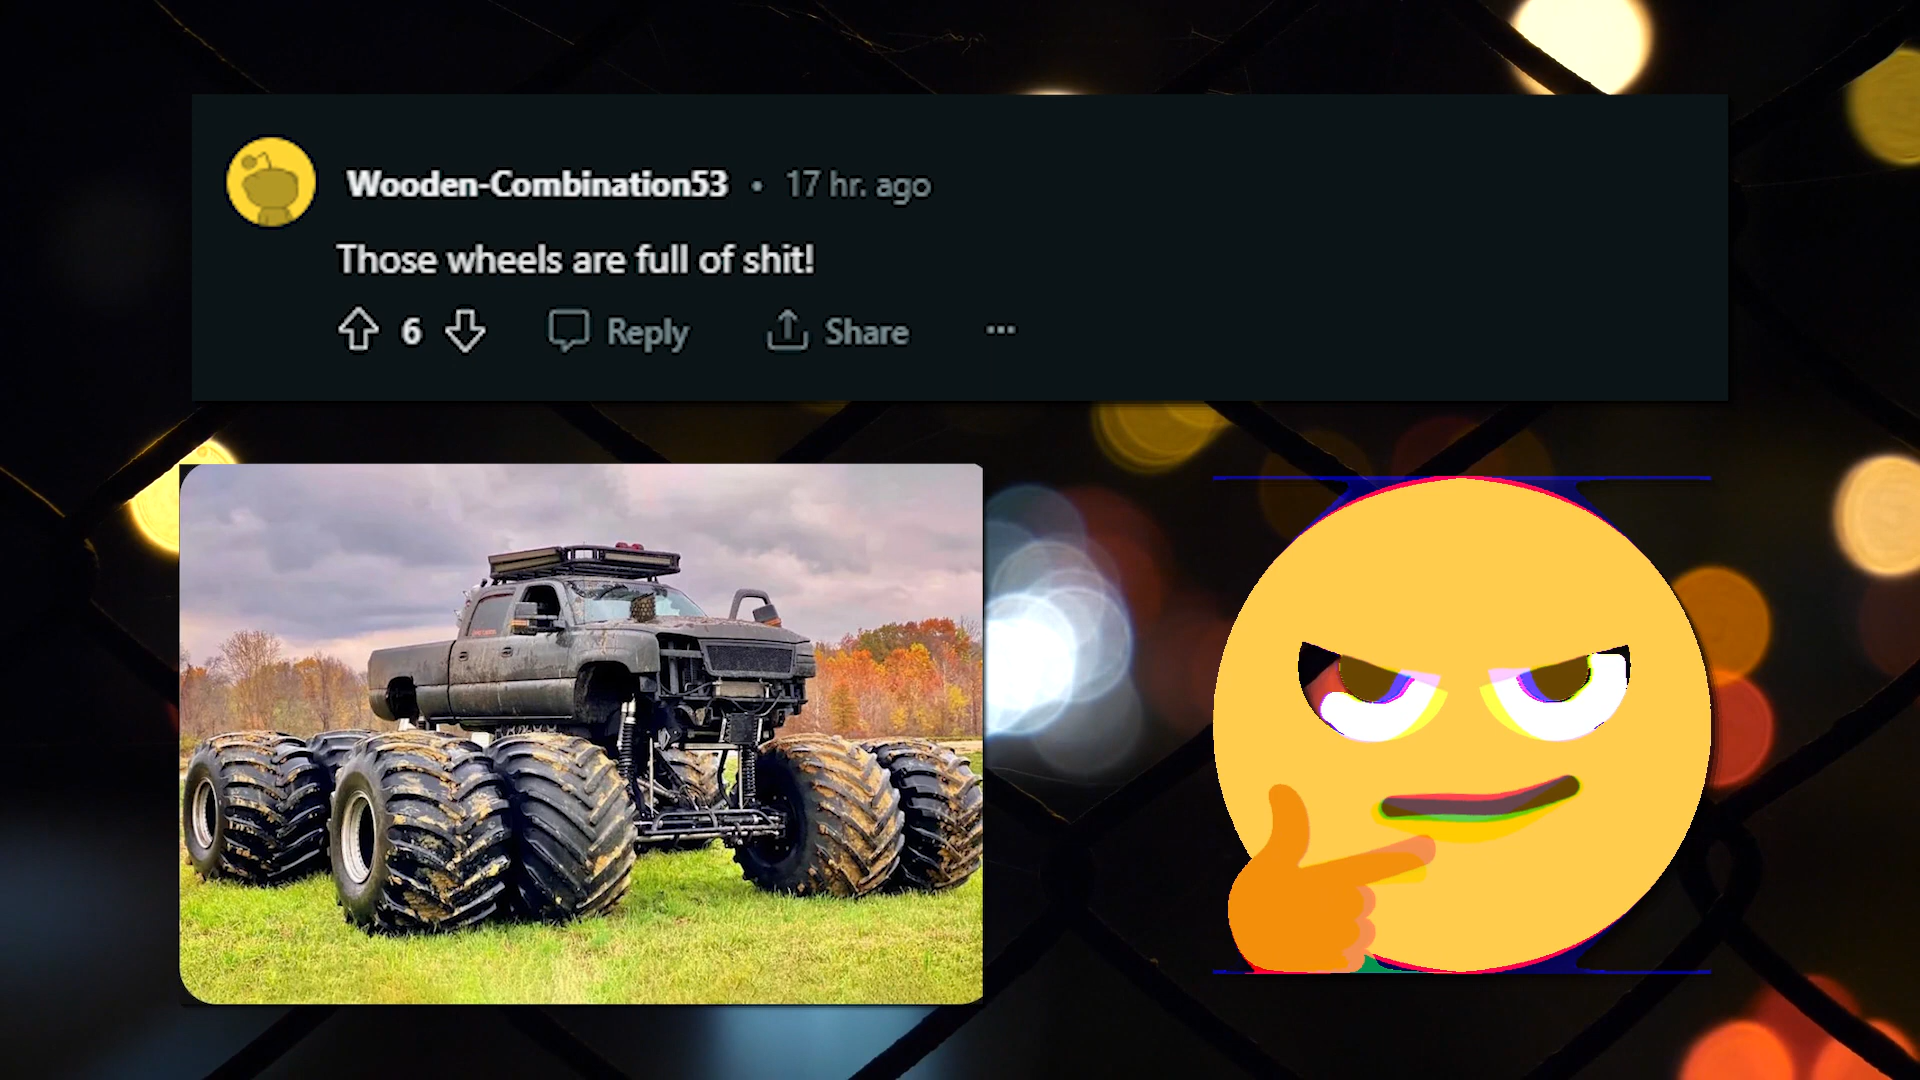 Wooden-Combination53 • 17 hr. ago
Those wheels are full of shit!
6 Reply Share ...